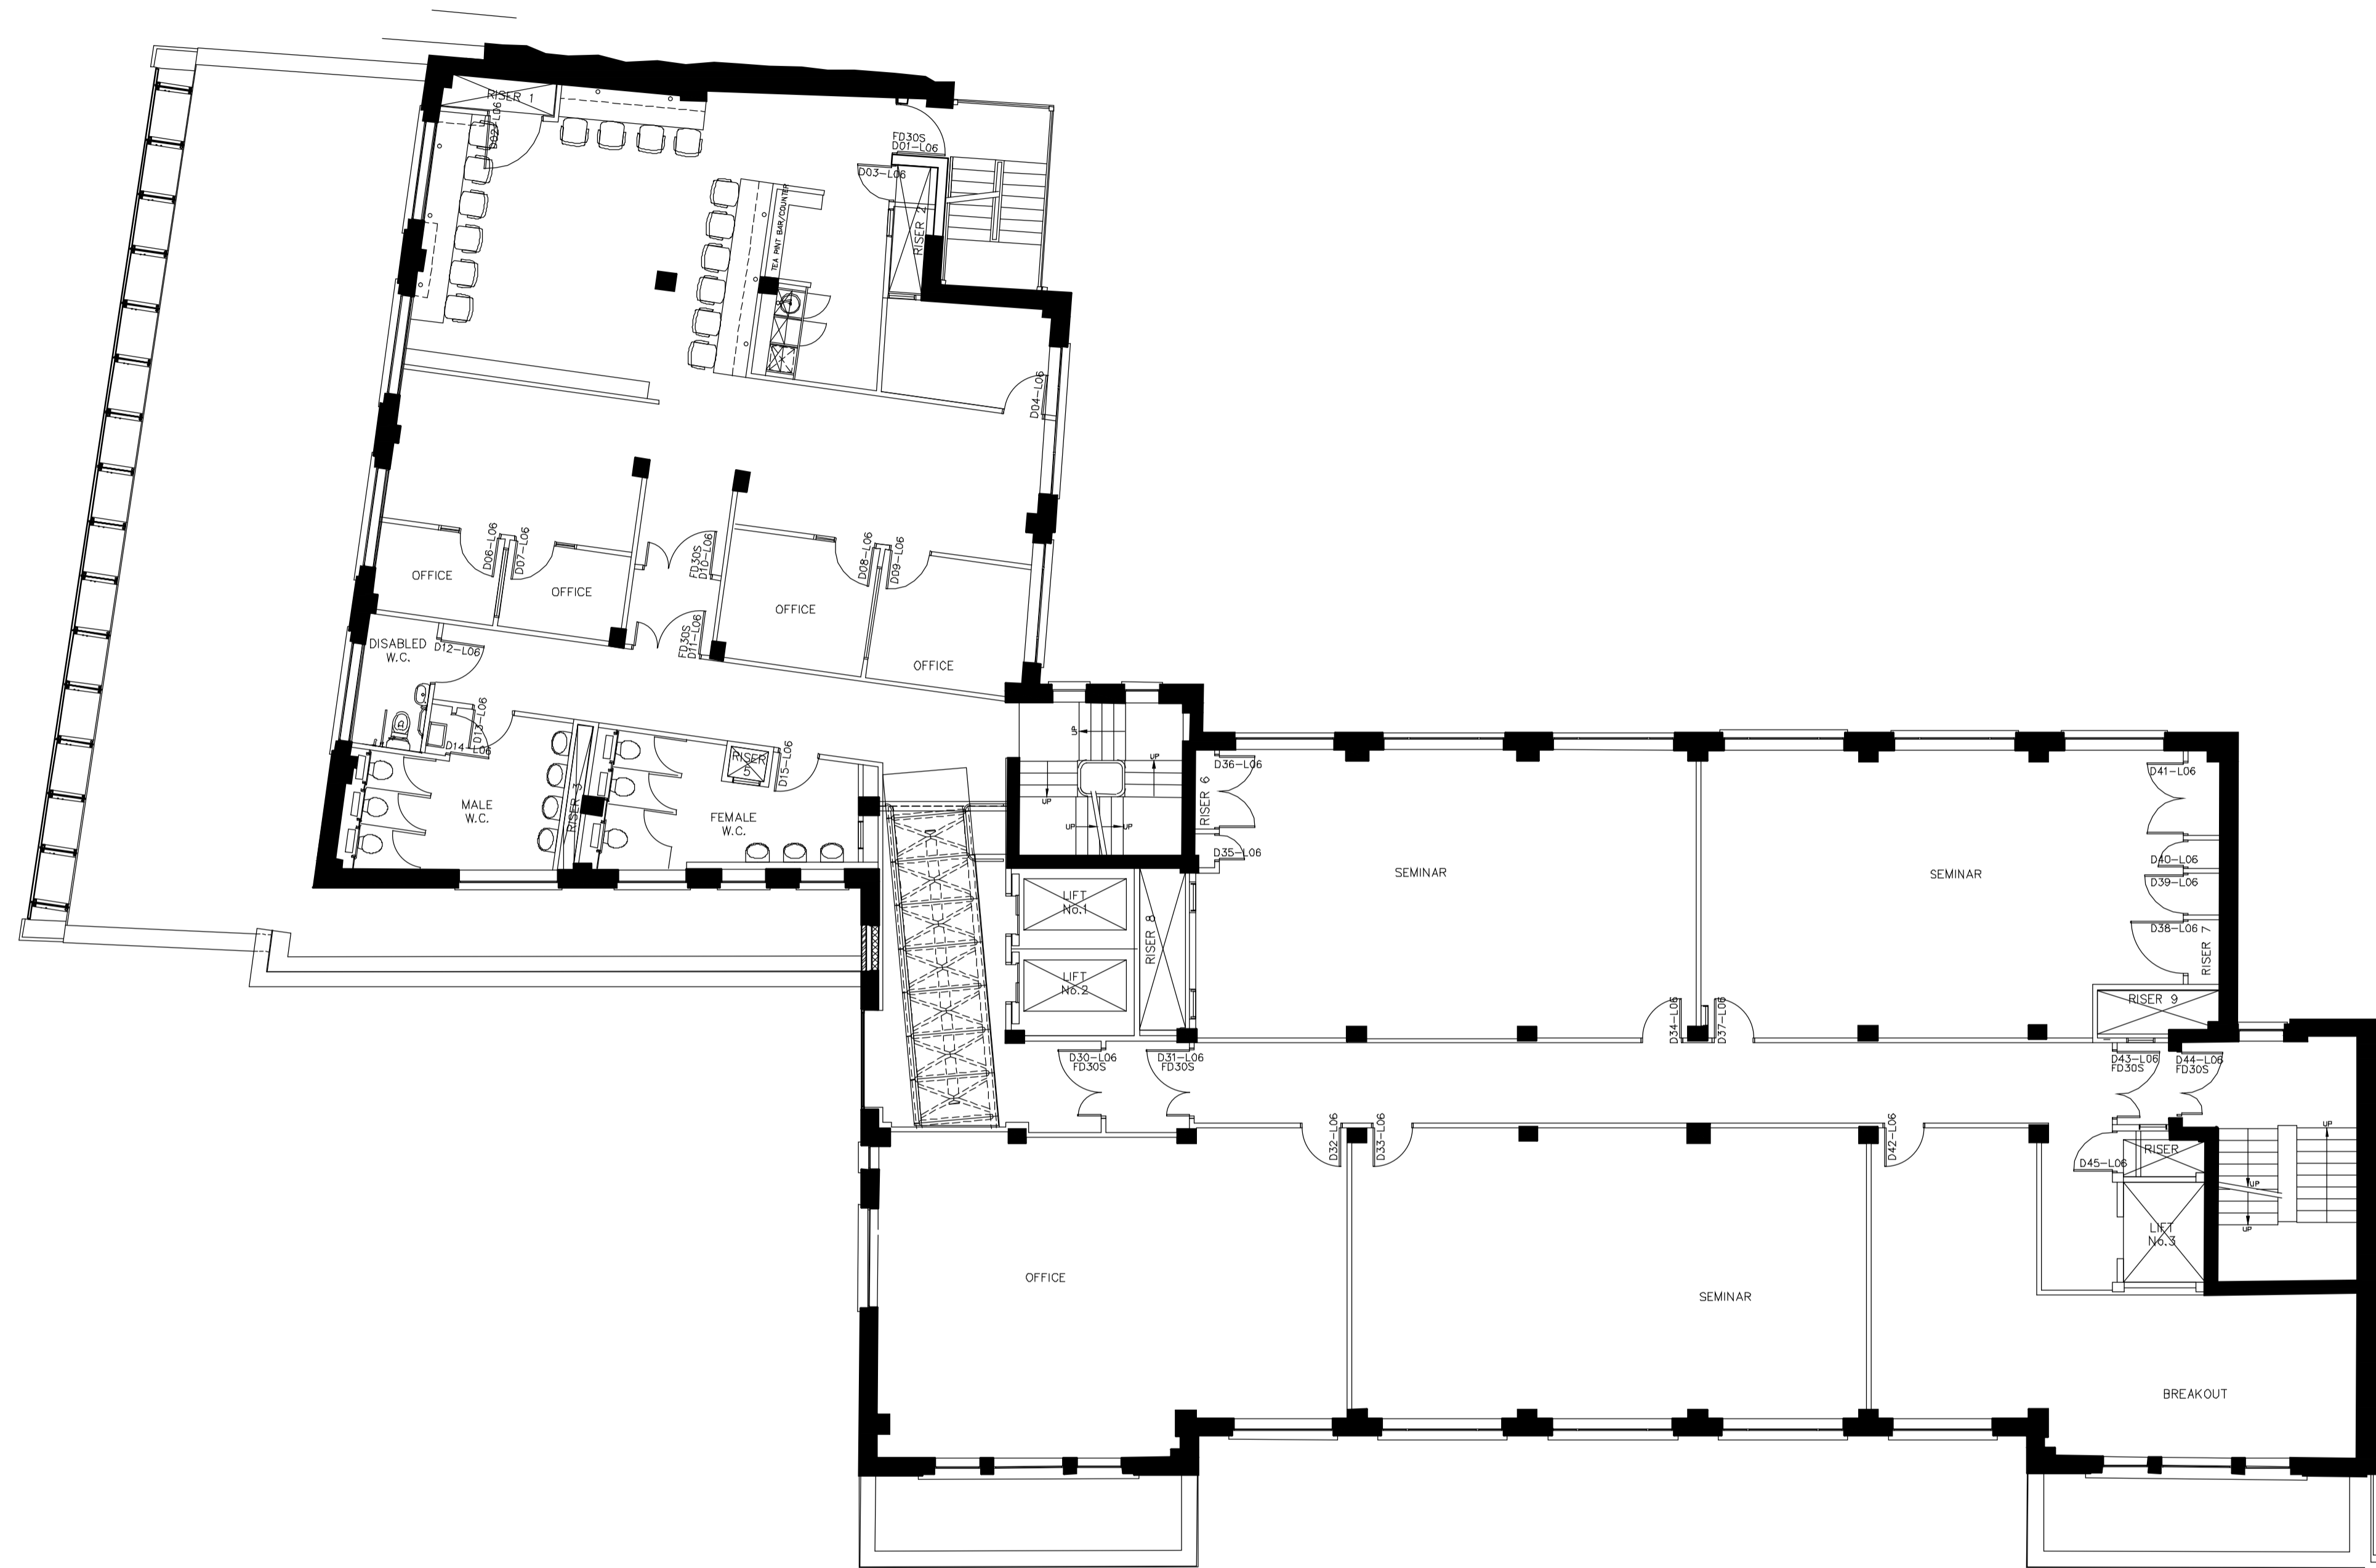 RISER 1
D02-L06
FD30S
D01-L06
D03-L06
RISER 2
TEA PINT BAR/COUNTER
D04-L06
D06-L06
D07-L06
FD30S
D10-L06
D08-L06
D09-L06
OFFICE
OFFICE
OFFICE
OFFICE
FD30S
D11-L06
DISABLED
W.C.
D12-L06
D13-L06
D14-L06
RISER
5
D15-L06
MALE
W.C.
RISER 3
FEMALE
W.C.
UP
UP
UP
UP
UP
D36-L06
RISER 6
D35-L06
SEMINAR
SEMINAR
D41-L06
D40-L06
D39-L06
D38-L06
RISER 7
LIFT
No.1
RISER 8
LIFT
No.2
RISER 9
D34-L06
D37-L06
D30-L06
FD30S
D31-L06
FD30S
D43-L06
FD30S
D44-L06
FD30S
D32-L06
D33-L06
D42-L06
D45-L06
RISER
UP
UP
UP
LIFT
No.3
OFFICE
SEMINAR
BREAKOUT